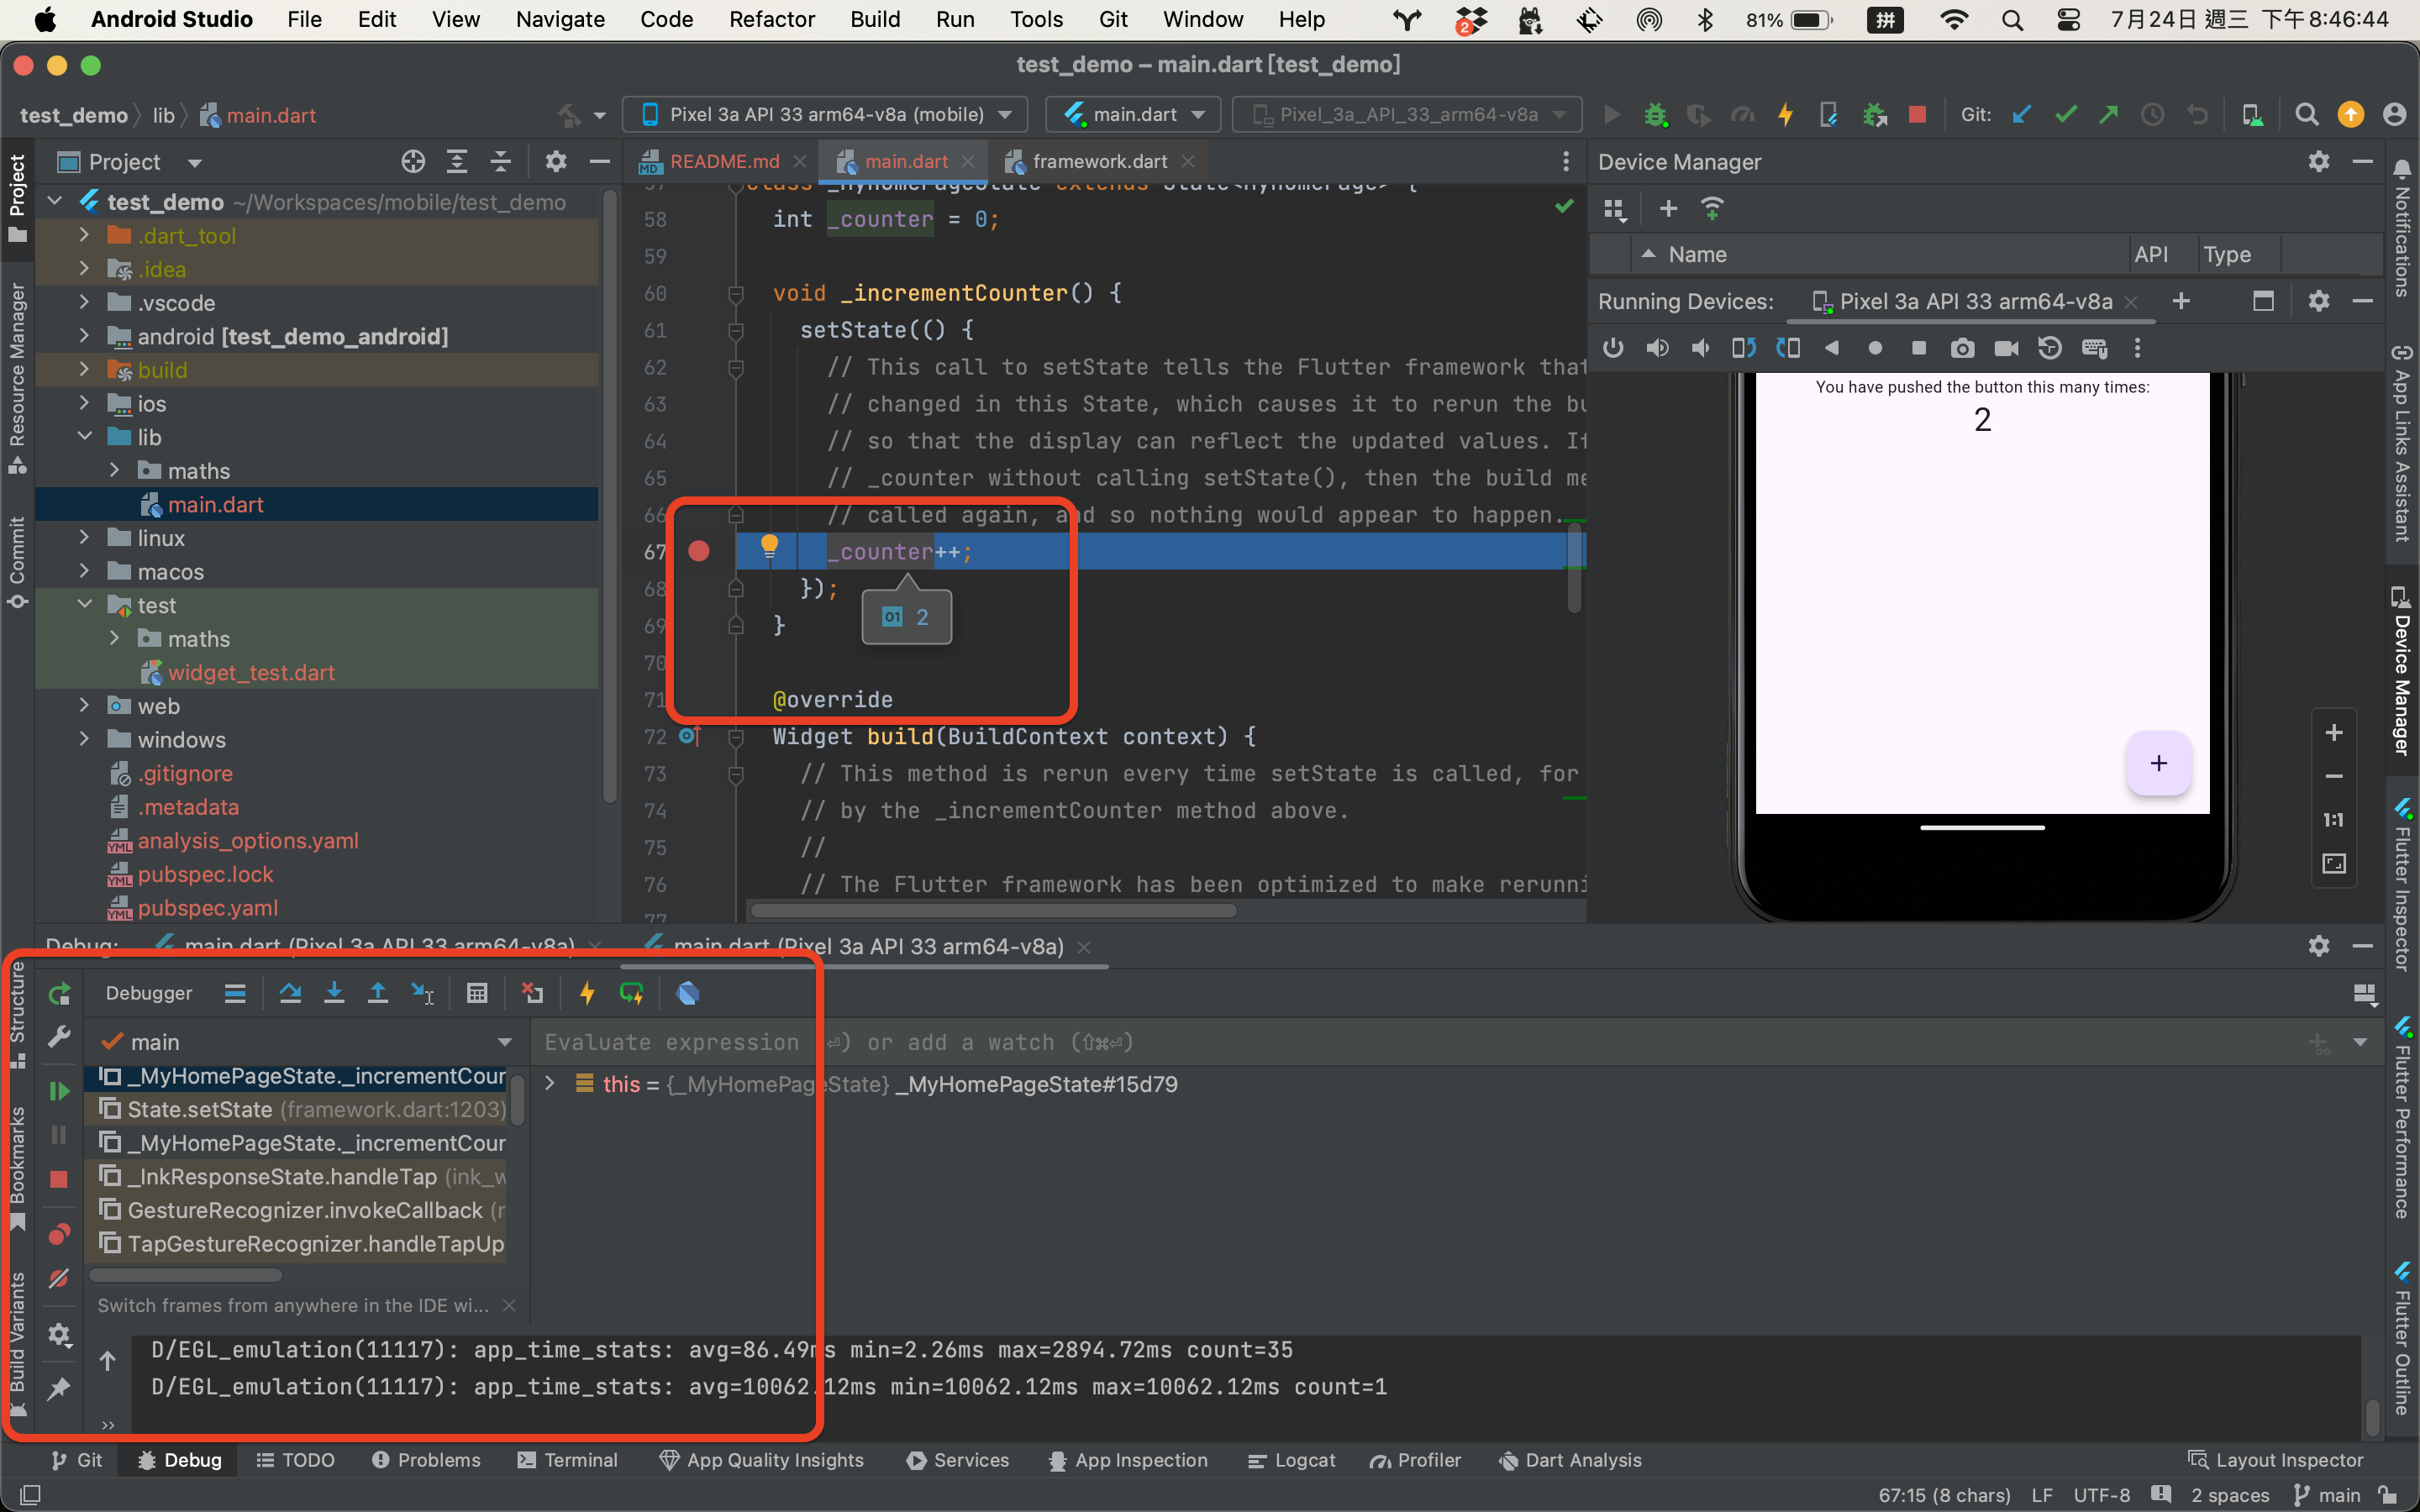 Android Studio File Edit View Navigate Code Refactor Build Run Tools Git Window Help 2 81% 拼 7月24日 週三 下午 8:46:44
test_demo – main.dart [test_demo]
test_demo lib main.dart Pixel 3a API 33 arm64-v8a (mobile) main.dart Pixel_3a_API_33_arm64-v8a Git:
Project
README.md main.dart framework.dart
Device Manager
test_demo ~/Workspaces/mobile/test_demo
.dart_tool
.idea
.vscode
android [test_demo_android]
build
ios
lib
maths
main.dart
linux
macos
test
maths
widget_test.dart
web
windows
.gitignore
.metadata
analysis_options.yaml
pubspec.lock
pubspec.yaml
Project
Resource Manager
Commit
Structure
Bookmarks
Build Variants
57 class _MyHomePageState extends State<MyHomePage> {
58 int _counter = 0;
59
60 void _incrementCounter() {
61 setState(() {
62 // This call to setState tells the Flutter framework that
63 // changed in this State, which causes it to rerun the bu
64 // so that the display can reflect the updated values. If
65 // _counter without calling setState(), then the build me
66 // called again, and so nothing would appear to happen.
67 _counter++;
68 });
01 2
69 }
70
71 @override
72 Widget build(BuildContext context) {
73 // This method is rerun every time setState is called, for
74 // by the _incrementCounter method above.
75 //
76 // The Flutter framework has been optimized to make rerunni
77
Name API Type
Running Devices: Pixel 3a API 33 arm64-v8a
You have pushed the button this many times:
2
+
1:1
Notifications
App Links Assistant
Device Manager
Flutter Inspector
Flutter Performance
Flutter Outline
Debug: main.dart (Pixel 3a API 33 arm64-v8a) main.dart (Pixel 3a API 33 arm64-v8a)
Debugger
main
Evaluate expression (⏎) or add a watch (⇧⌘⏎)
_MyHomePageState._incrementCour
State.setState (framework.dart:1203)
_MyHomePageState._incrementCour
_InkResponseState.handleTap (ink_w
GestureRecognizer.invokeCallback (r
TapGestureRecognizer.handleTapUp
this = {_MyHomePageState} _MyHomePageState#15d79
Switch frames from anywhere in the IDE wi...
D/EGL_emulation(11117): app_time_stats: avg=86.49ms min=2.26ms max=2894.72ms count=35
D/EGL_emulation(11117): app_time_stats: avg=10062.12ms min=10062.12ms max=10062.12ms count=1
Git Debug TODO Problems Terminal App Quality Insights Services App Inspection Logcat Profiler Dart Analysis Layout Inspector
67:15 (8 chars) LF UTF-8 2 spaces main